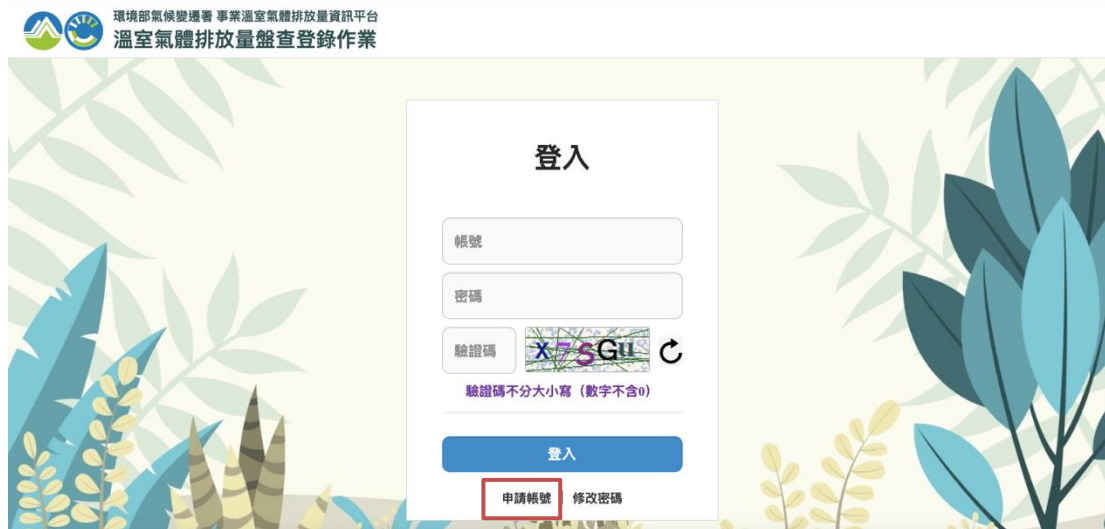 環境部氣候變遷署 事業溫室氣體排放量資訊平台
溫室氣體排放量盤查登錄作業
登入
帳號
密碼
驗證碼 X7SGu
驗證碼不分大小寫（數字不含0）
登入
申請帳號 | 修改密碼